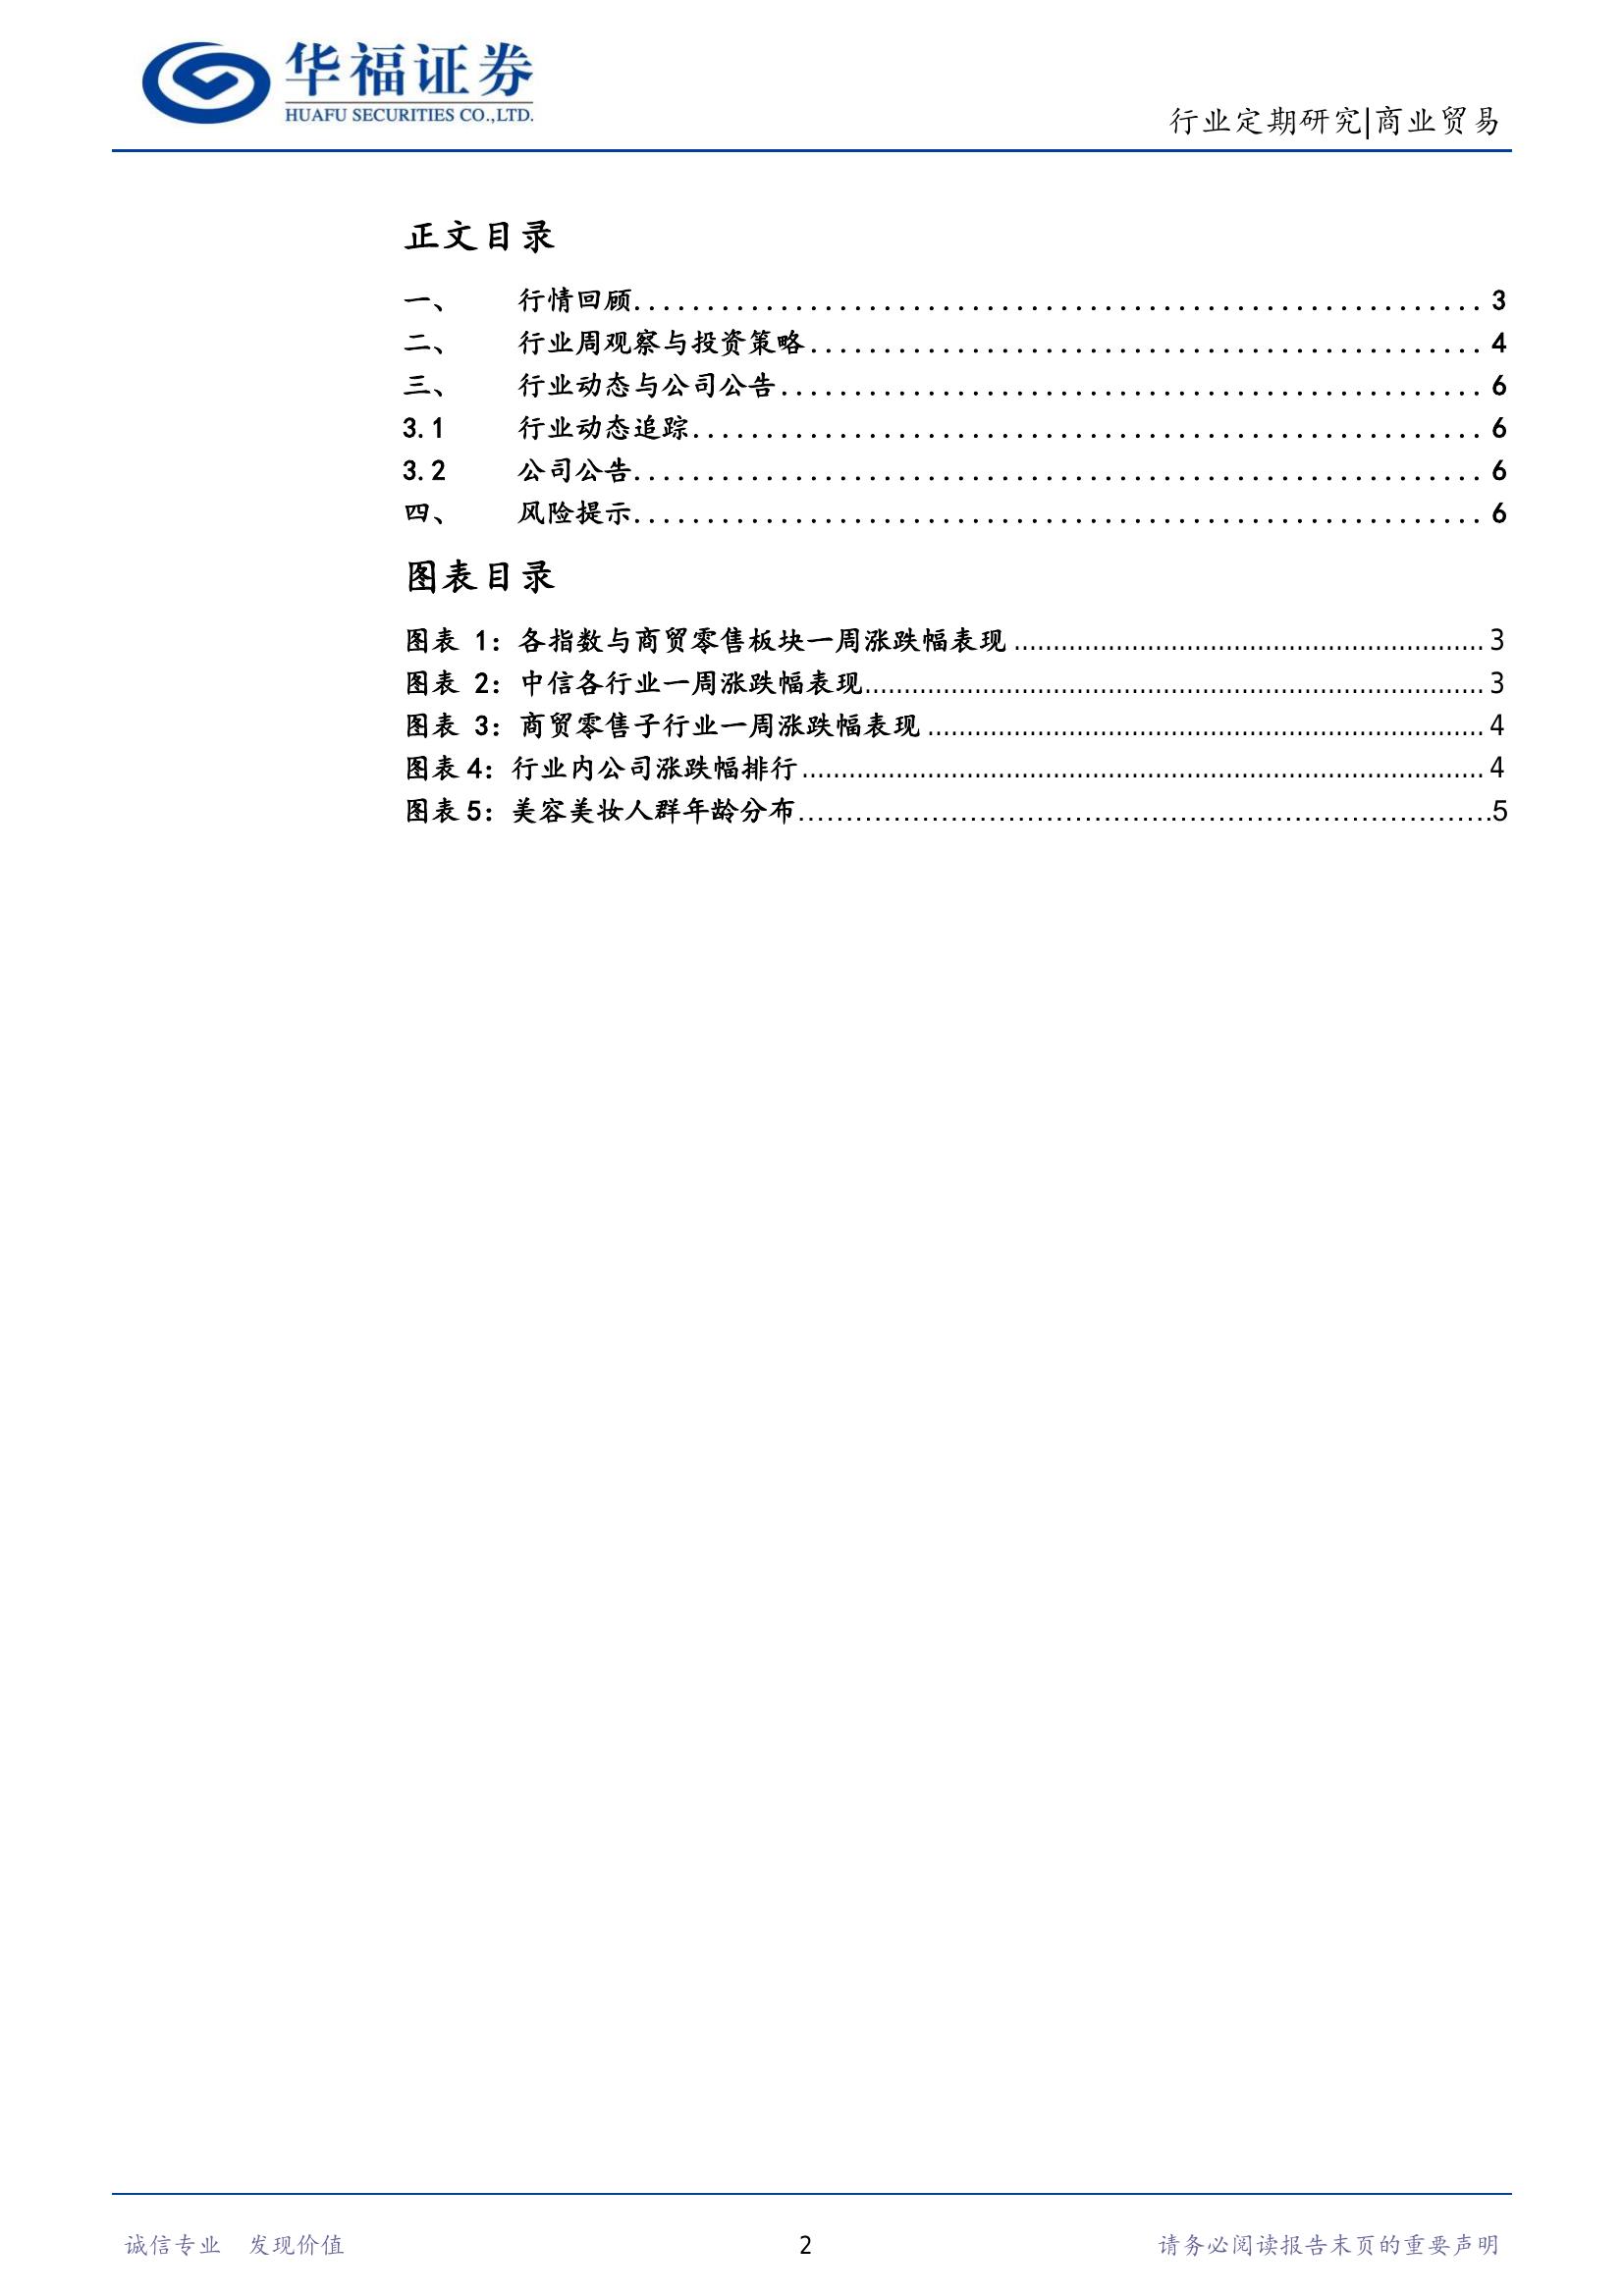 华福证券
HUAFU SECURITIES CO.,LTD.
行业定期研究|商业贸易
正文目录
一、 行情回顾........................................................... 3
二、 行业周观察与投资策略............................................... 4
三、 行业动态与公司公告................................................. 6
3.1 行业动态追踪....................................................... 6
3.2 公司公告........................................................... 6
四、 风险提示........................................................... 6
图表目录
图表 1：各指数与商贸零售板块一周涨跌幅表现............................................................. 3
图表 2：中信各行业一周涨跌幅表现................................................................................ 3
图表 3：商贸零售子行业一周涨跌幅表现........................................................................ 4
图表 4：行业内公司涨跌幅排行........................................................................................ 4
图表 5：美容美妆人群年龄分布........................................................................5
诚信专业 发现价值
2
请务必阅读报告末页的重要声明